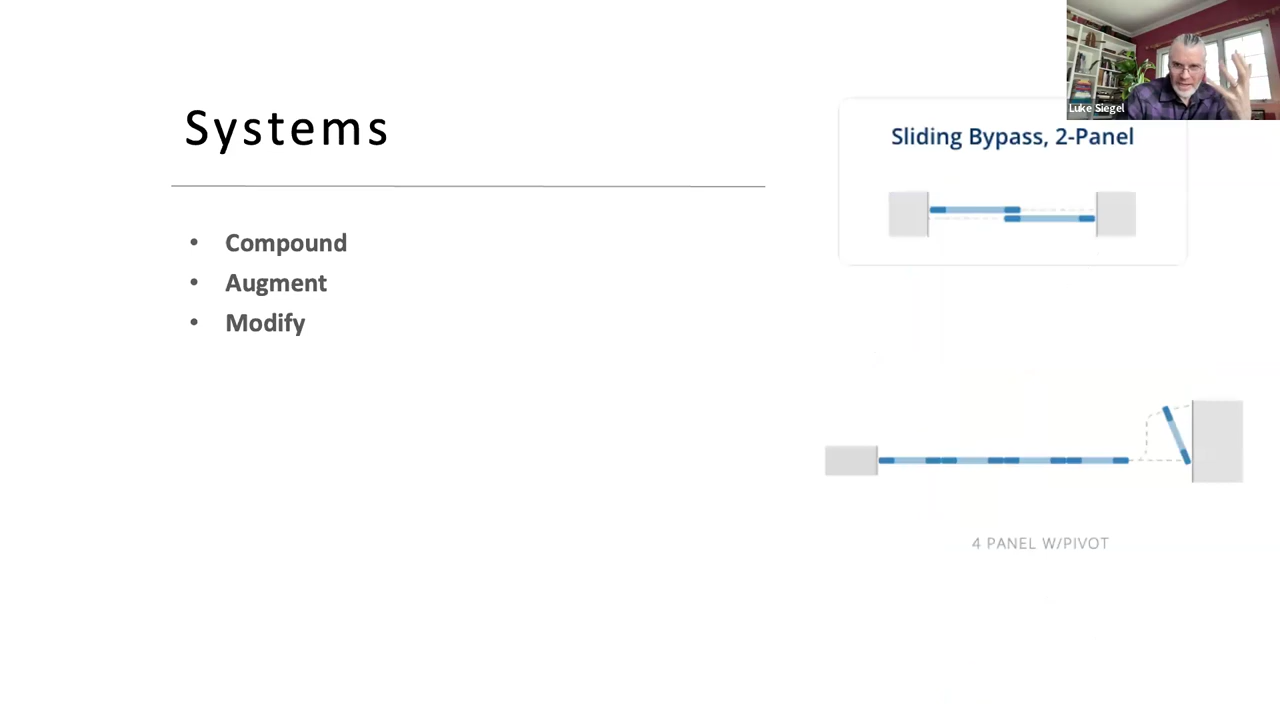 Systems
• Compound
• Augment
• Modify
Luke Siegel
Sliding Bypass, 2-Panel
4 PANEL W/PIVOT